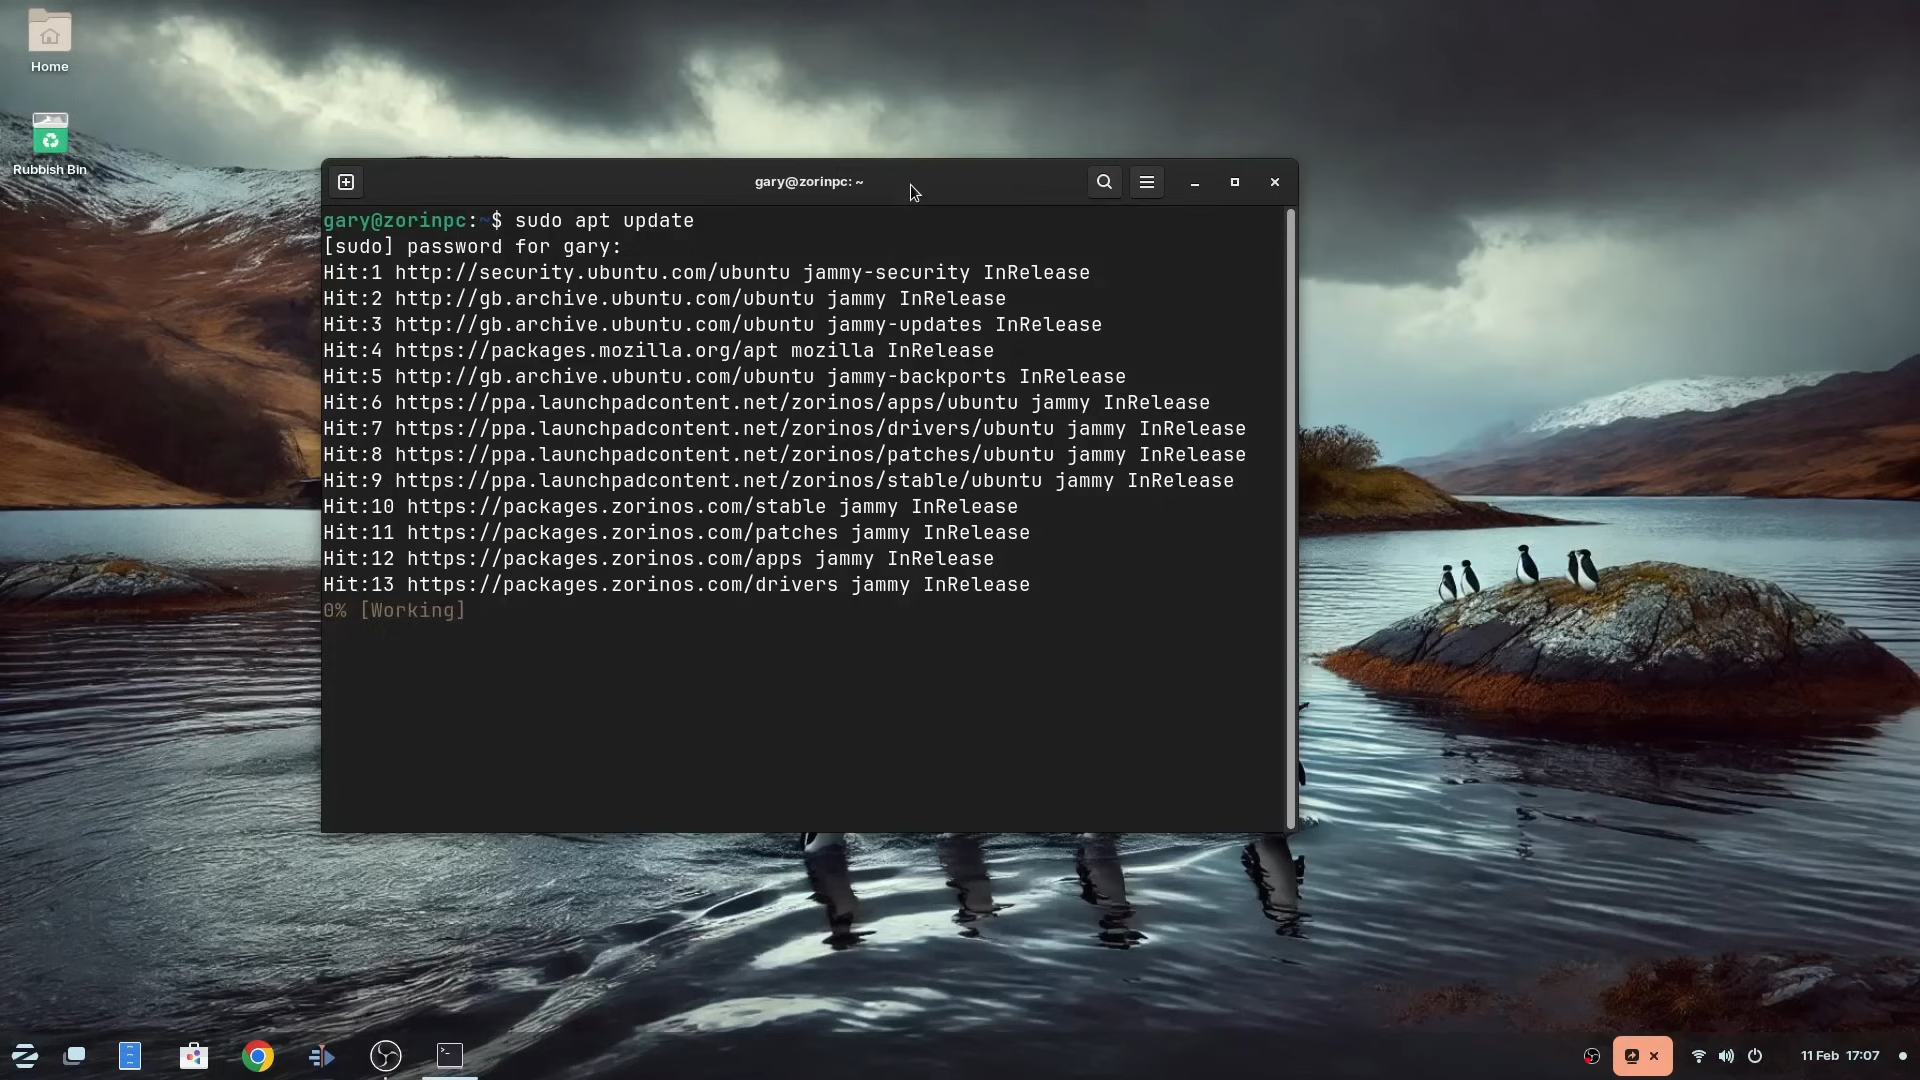 Home
Rubbish Bin
gary@zorinpc: ~
gary@zorinpc:~$ sudo apt update
[sudo] password for gary:
Hit:1 http://security.ubuntu.com/ubuntu jammy-security InRelease
Hit:2 http://gb.archive.ubuntu.com/ubuntu jammy InRelease
Hit:3 http://gb.archive.ubuntu.com/ubuntu jammy-updates InRelease
Hit:4 https://packages.mozilla.org/apt mozilla InRelease
Hit:5 http://gb.archive.ubuntu.com/ubuntu jammy-backports InRelease
Hit:6 https://ppa.launchpadcontent.net/zorinos/apps/ubuntu jammy InRelease
Hit:7 https://ppa.launchpadcontent.net/zorinos/drivers/ubuntu jammy InRelease
Hit:8 https://ppa.launchpadcontent.net/zorinos/patches/ubuntu jammy InRelease
Hit:9 https://ppa.launchpadcontent.net/zorinos/stable/ubuntu jammy InRelease
Hit:10 https://packages.zorinos.com/stable jammy InRelease
Hit:11 https://packages.zorinos.com/patches jammy InRelease
Hit:12 https://packages.zorinos.com/apps jammy InRelease
Hit:13 https://packages.zorinos.com/drivers jammy InRelease
0% [Working]
11 Feb 17:07